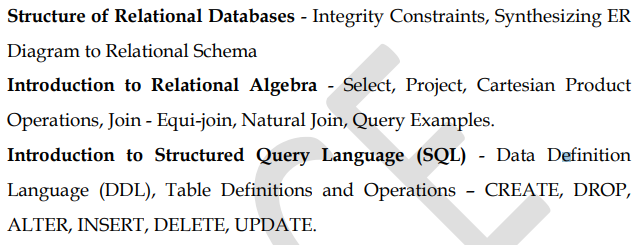 Structure of Relational Databases - Integrity Constraints, Synthesizing ER
Diagram to Relational Schema
Introduction to Relational Algebra - Select, Project, Cartesian Product
Operations, Join - Equi-join, Natural Join, Query Examples.
Introduction to Structured Query Language (SQL) - Data Definition
Language (DDL), Table Definitions and Operations – CREATE, DROP,
ALTER, INSERT, DELETE, UPDATE.